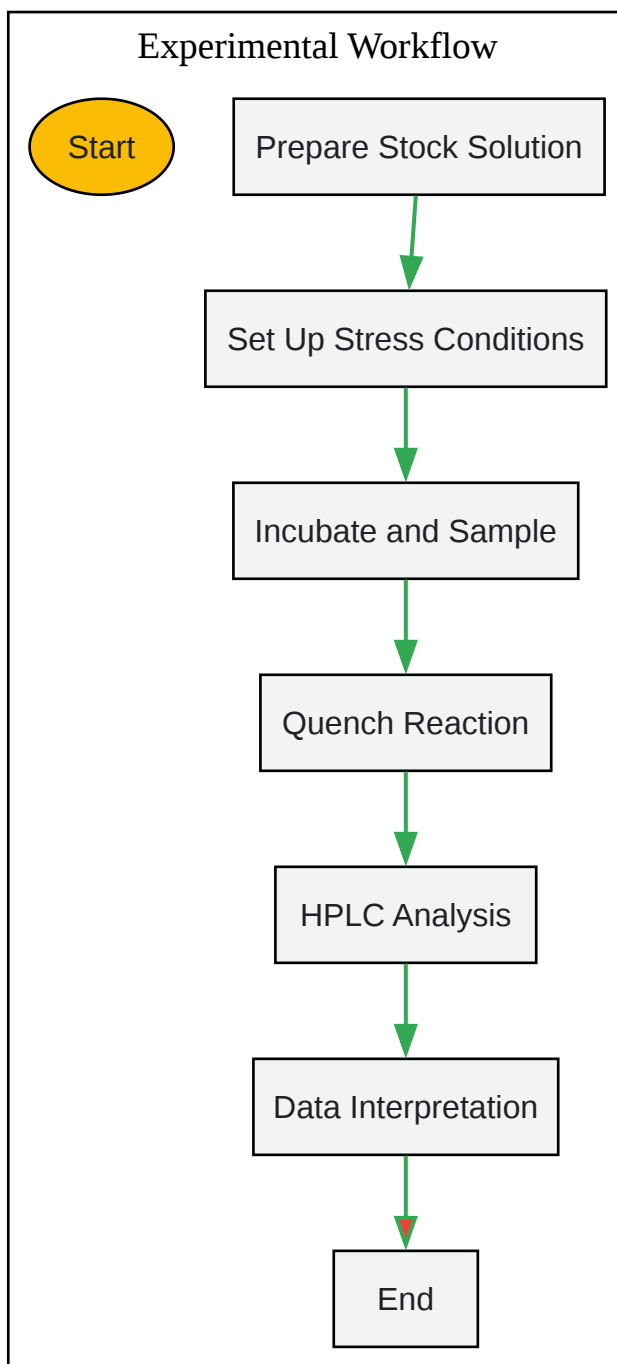 Experimental Workflow
Start
Prepare Stock Solution
Set Up Stress Conditions
Incubate and Sample
Quench Reaction
HPLC Analysis
Data Interpretation
End